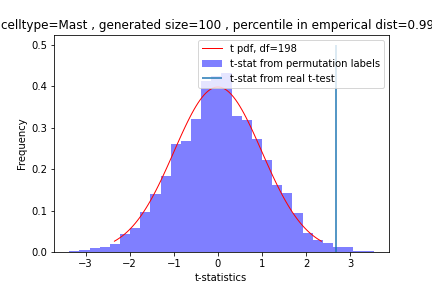 celltype=Mast , generated size=100 , percentile in emperical dist=0.99
t pdf, df=198
t-stat from permutation labels
t-stat from real t-test
0.5
0.4
0.3
0.2
0.1
0.0
Frequency
−3 −2 −1 0 1 2 3
t-statistics